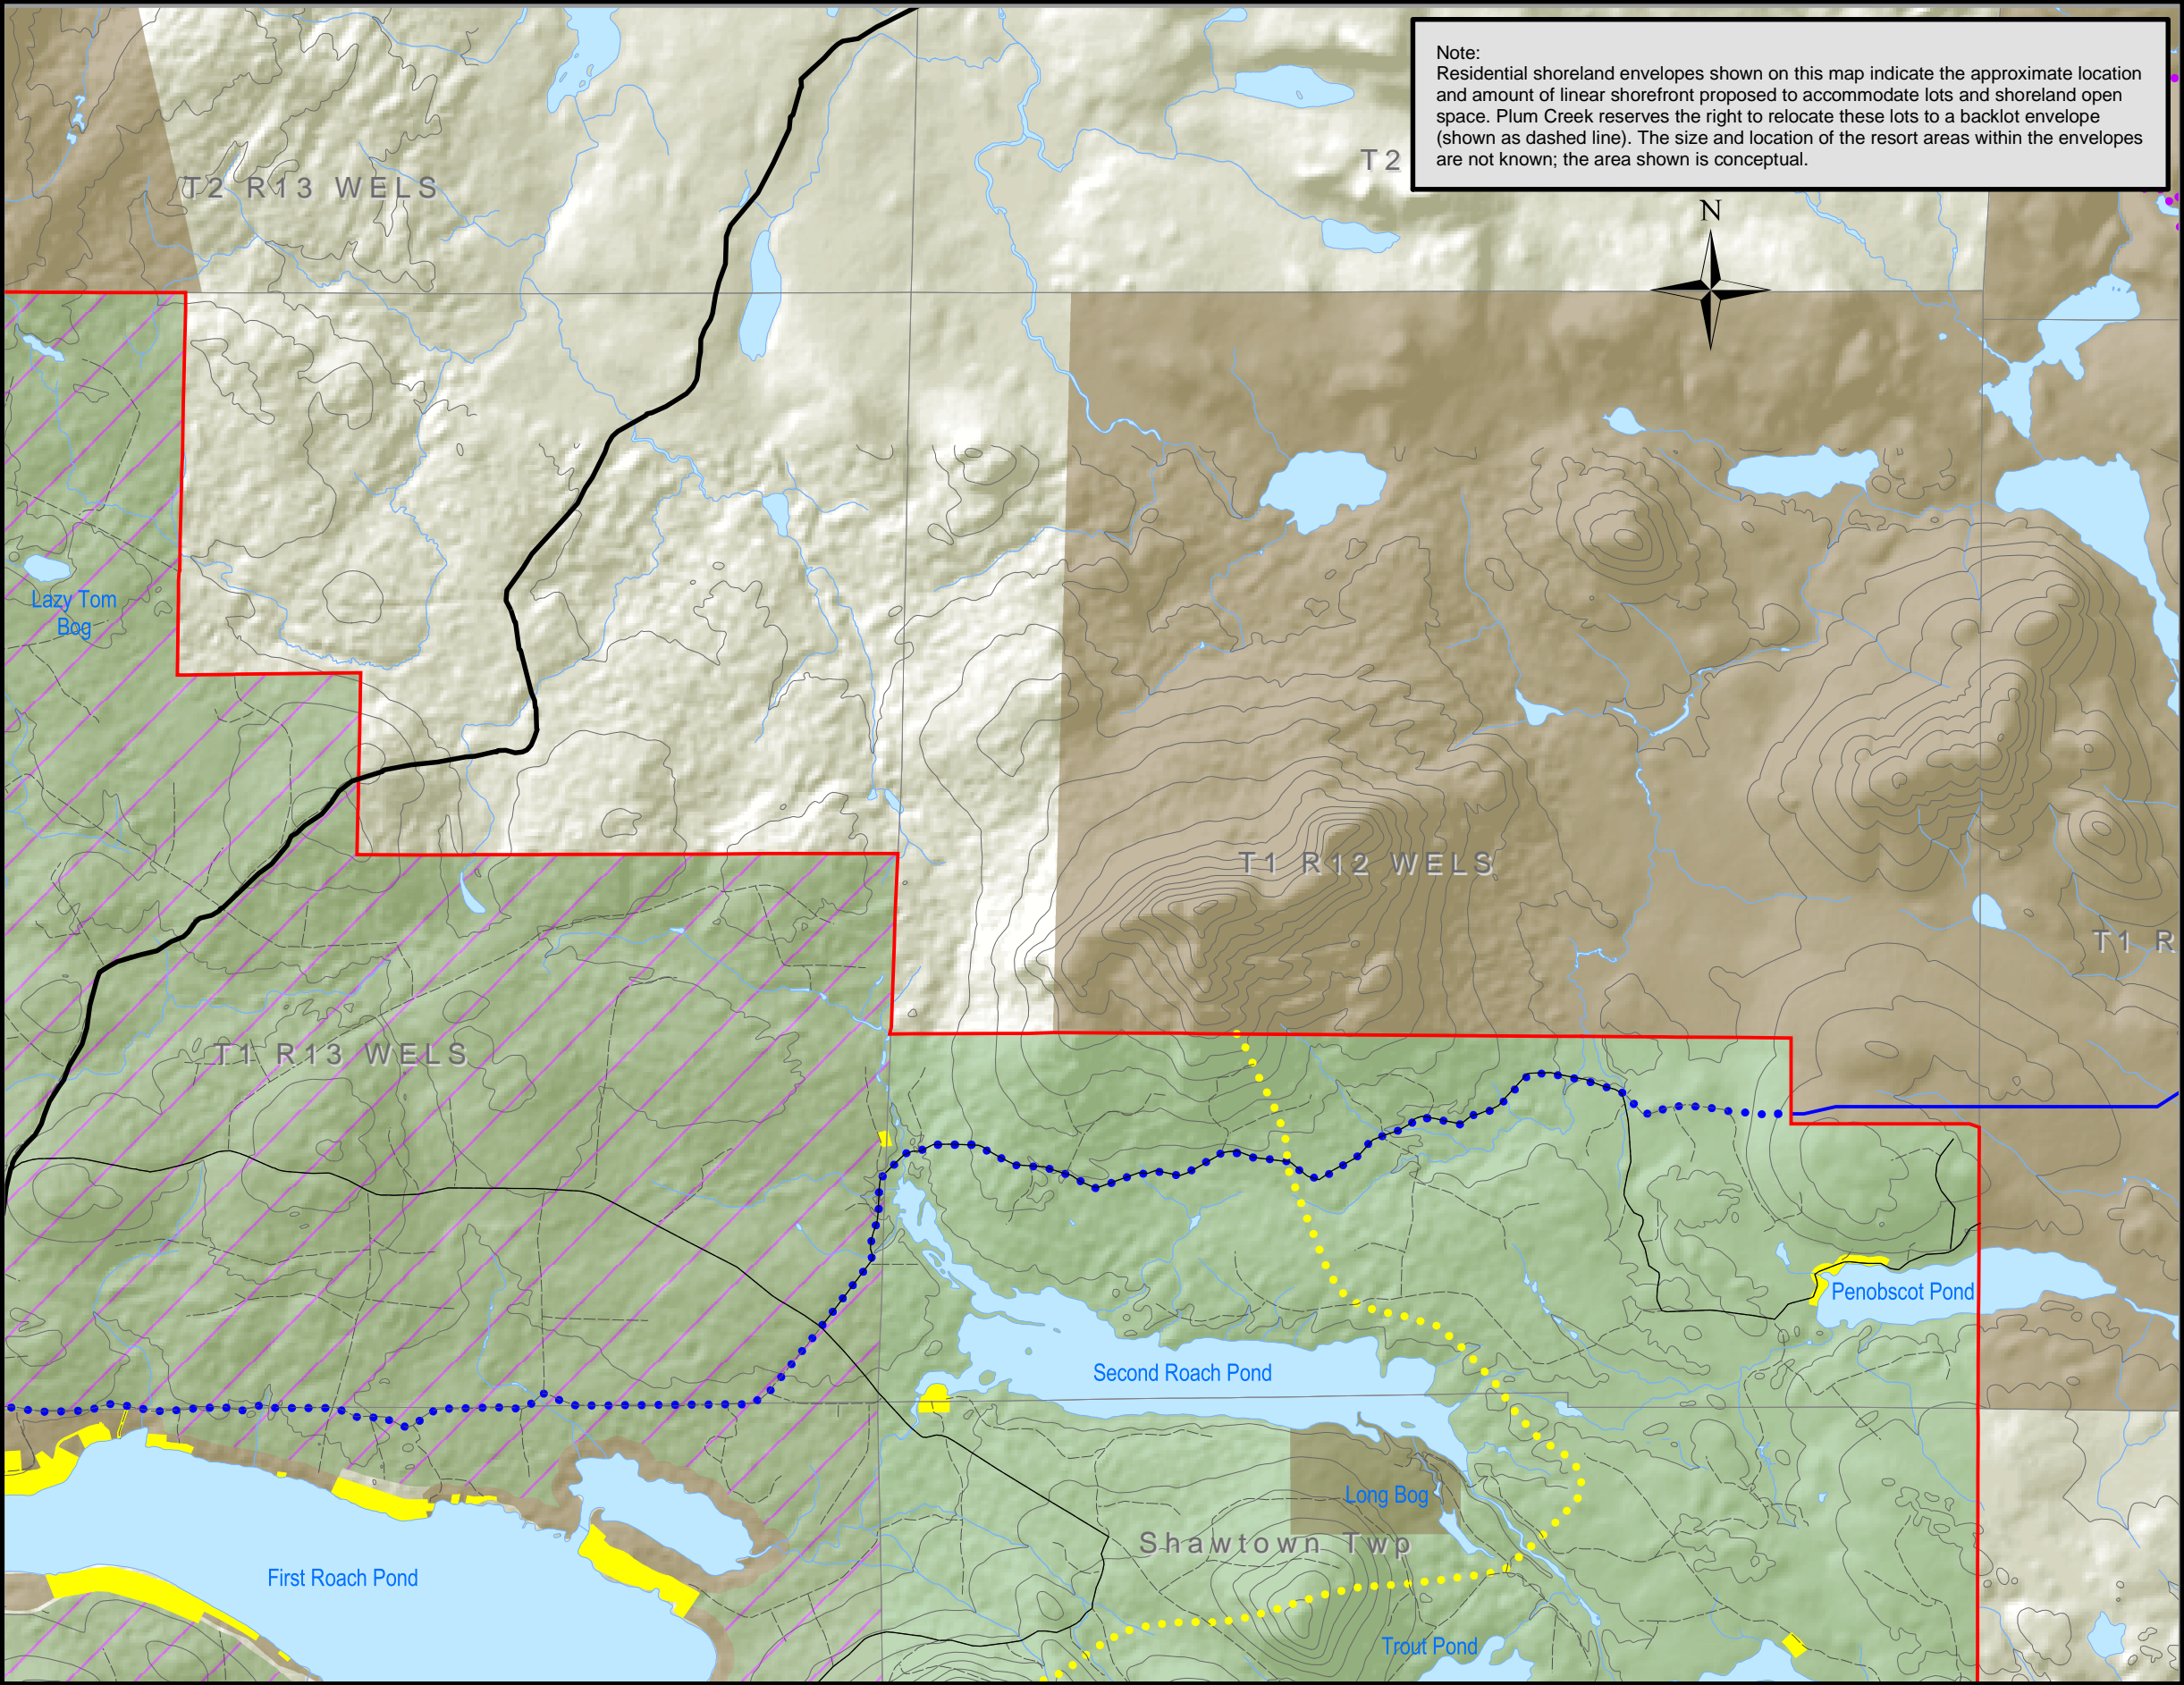 Note:
Residential shoreland envelopes shown on this map indicate the approximate location
and amount of linear shorefront proposed to accommodate lots and shoreland open
space. Plum Creek reserves the right to relocate these lots to a backlot envelope
(shown as dashed line). The size and location of the resort areas within the envelopes
are not known; the area shown is conceptual.
T2
T2 R13 WELS
N
Lazy Tom
Bog
T1 R12 WELS
T1 R
T1 R13 WELS
Penobscot Pond
Second Roach Pond
Long Bog
Shawtown Twp
First Roach Pond
Trout Pond